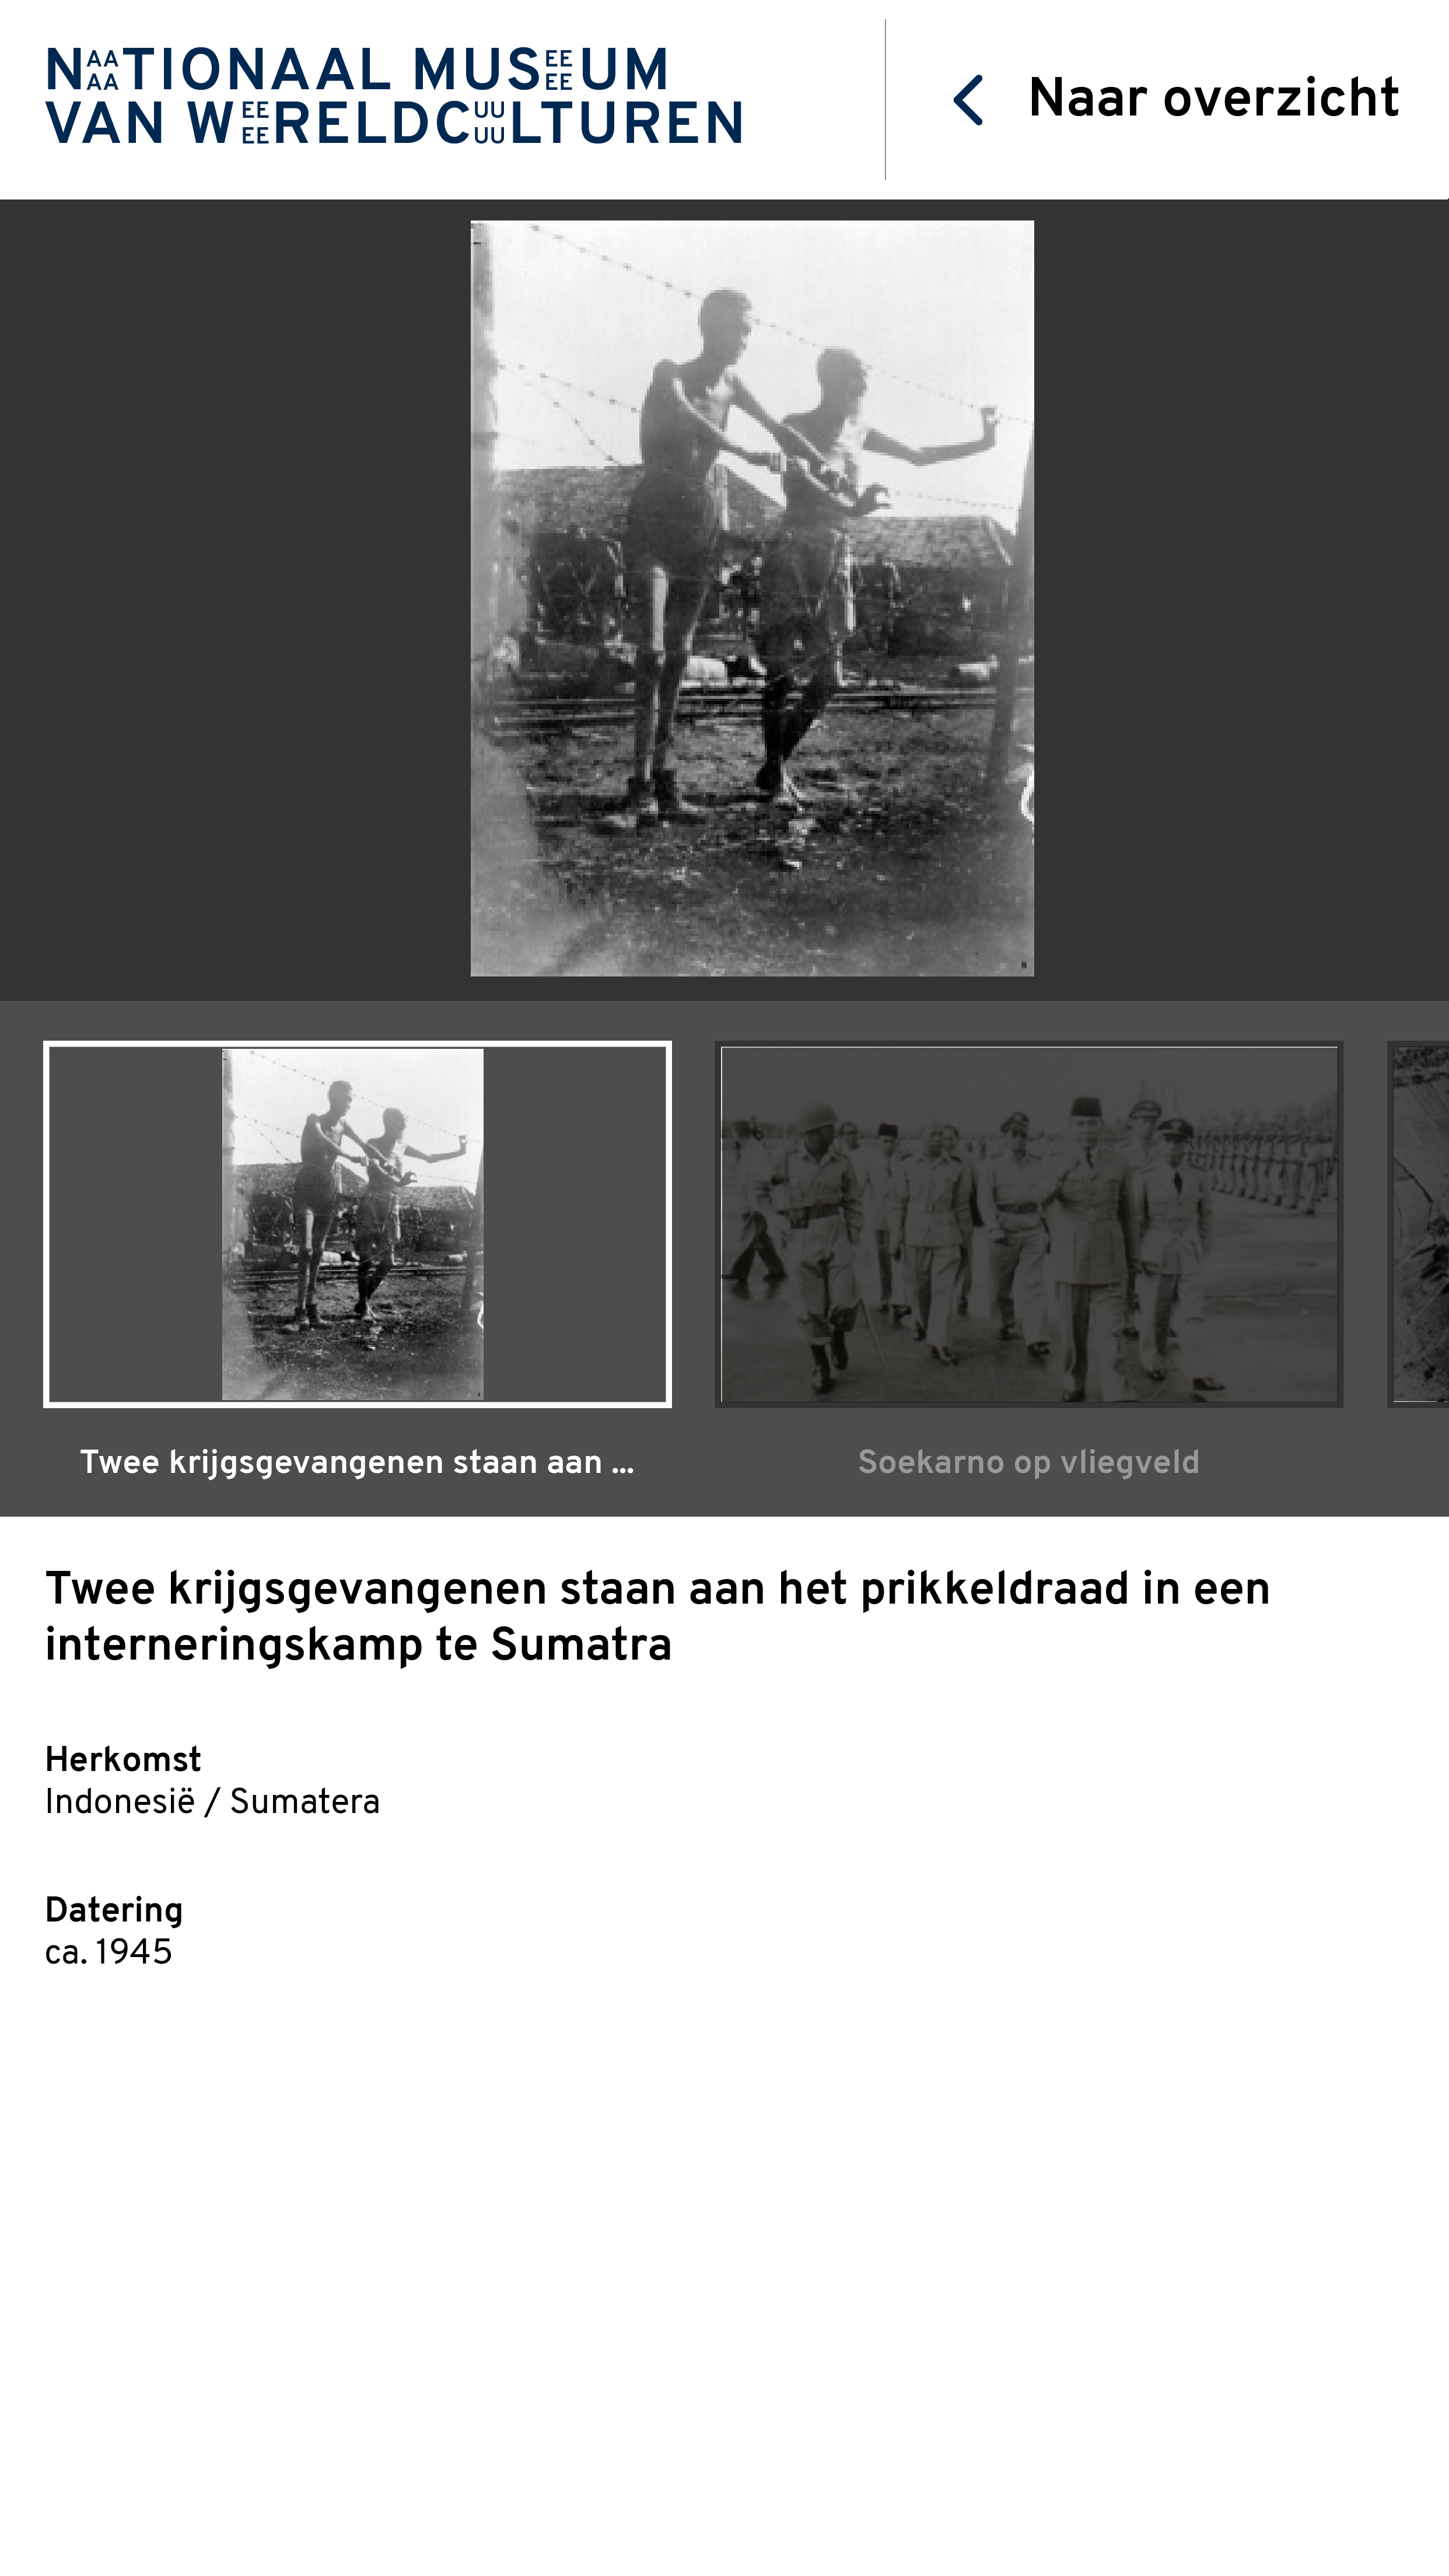 NATIONAAL MUSEUM
VAN WERELDCULTUREN
Naar overzicht
Twee krijgsgevangenen staan aan ...
Soekarno op vliegveld
Twee krijgsgevangenen staan aan het prikkeldraad in een
interneringskamp te Sumatra
Herkomst
Indonesië / Sumatera
Datering
ca. 1945